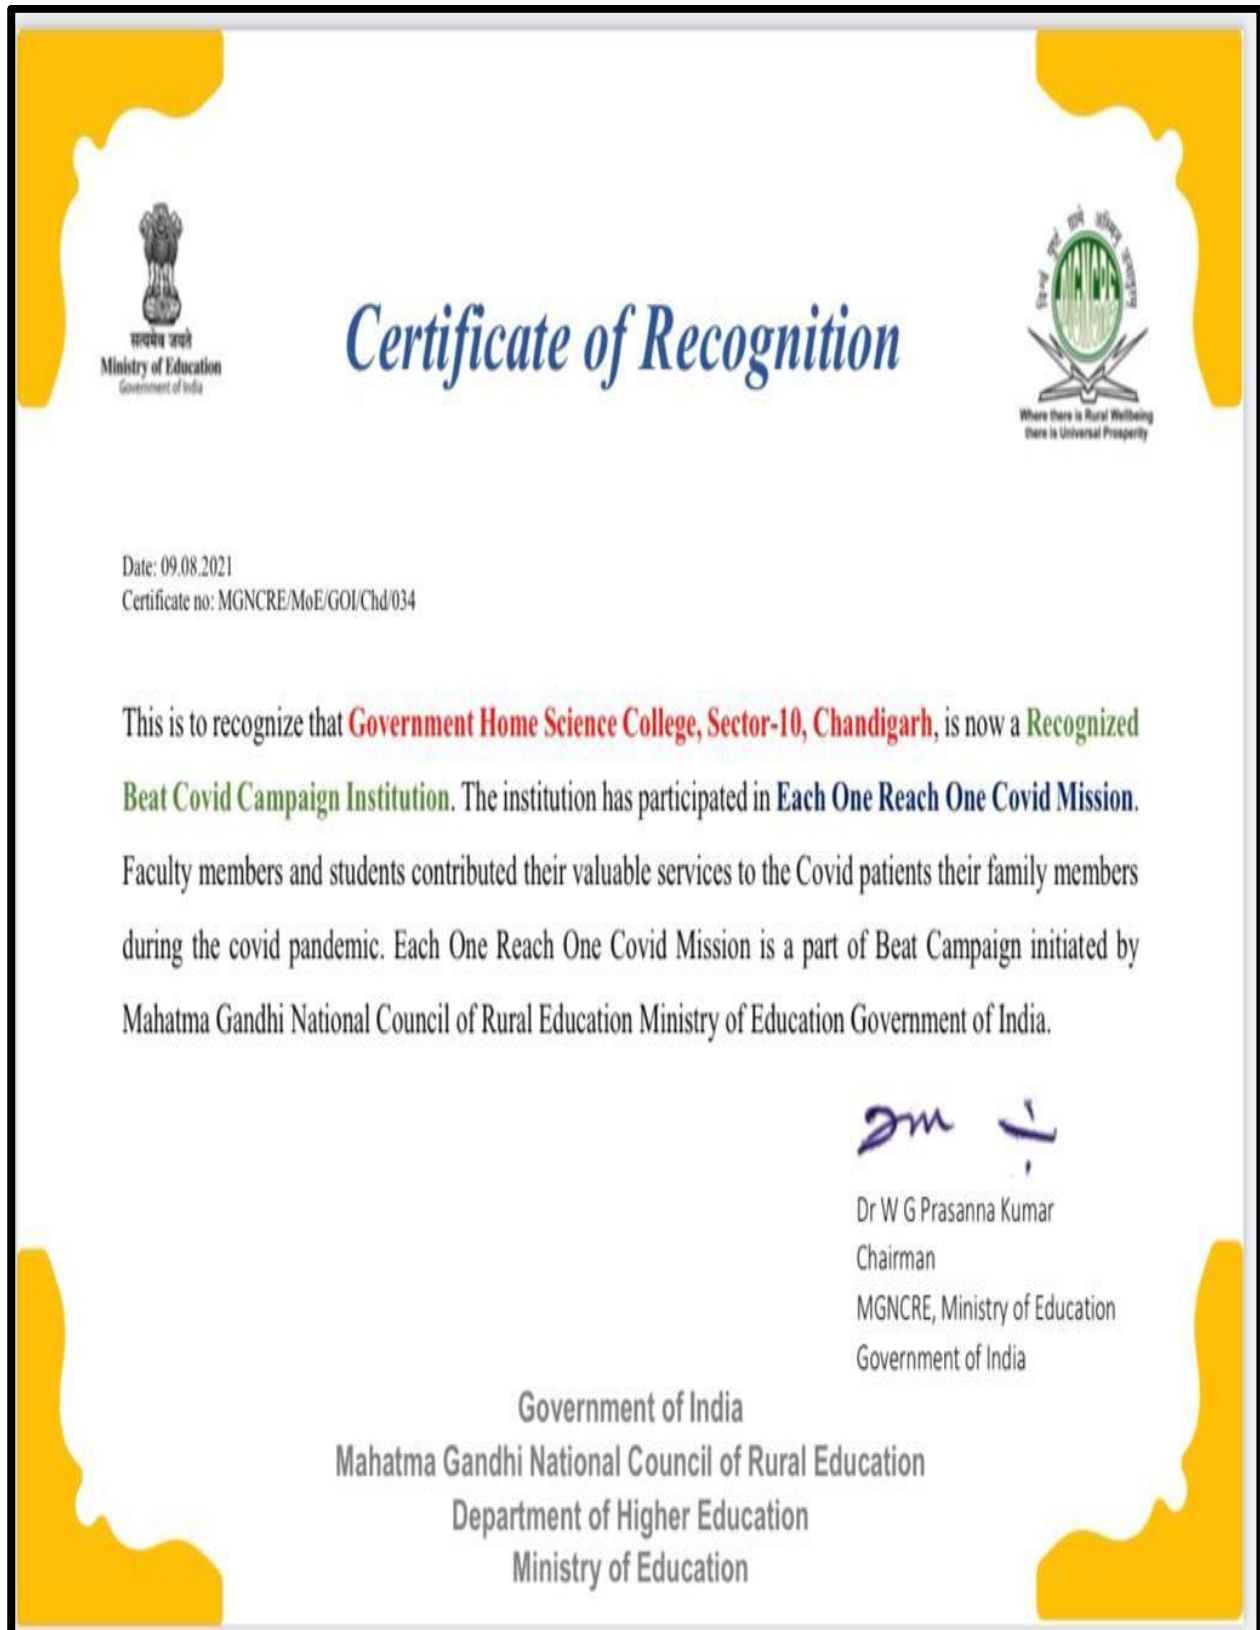 सत्यमेव जयते
Ministry of Education
Government of India
Certificate of Recognition
MGNCRE
Where there is Rural Wellbeing
there is Universal Prosperity
Date: 09.08.2021
Certificate no: MGNCRE/MoE/GOI/Chd/034
This is to recognize that Government Home Science College, Sector-10, Chandigarh, is now a Recognized
Beat Covid Campaign Institution. The institution has participated in Each One Reach One Covid Mission.
Faculty members and students contributed their valuable services to the Covid patients their family members
during the covid pandemic. Each One Reach One Covid Mission is a part of Beat Campaign initiated by
Mahatma Gandhi National Council of Rural Education Ministry of Education Government of India.
Dr W G Prasanna Kumar
Chairman
MGNCRE, Ministry of Education
Government of India
Government of India
Mahatma Gandhi National Council of Rural Education
Department of Higher Education
Ministry of Education